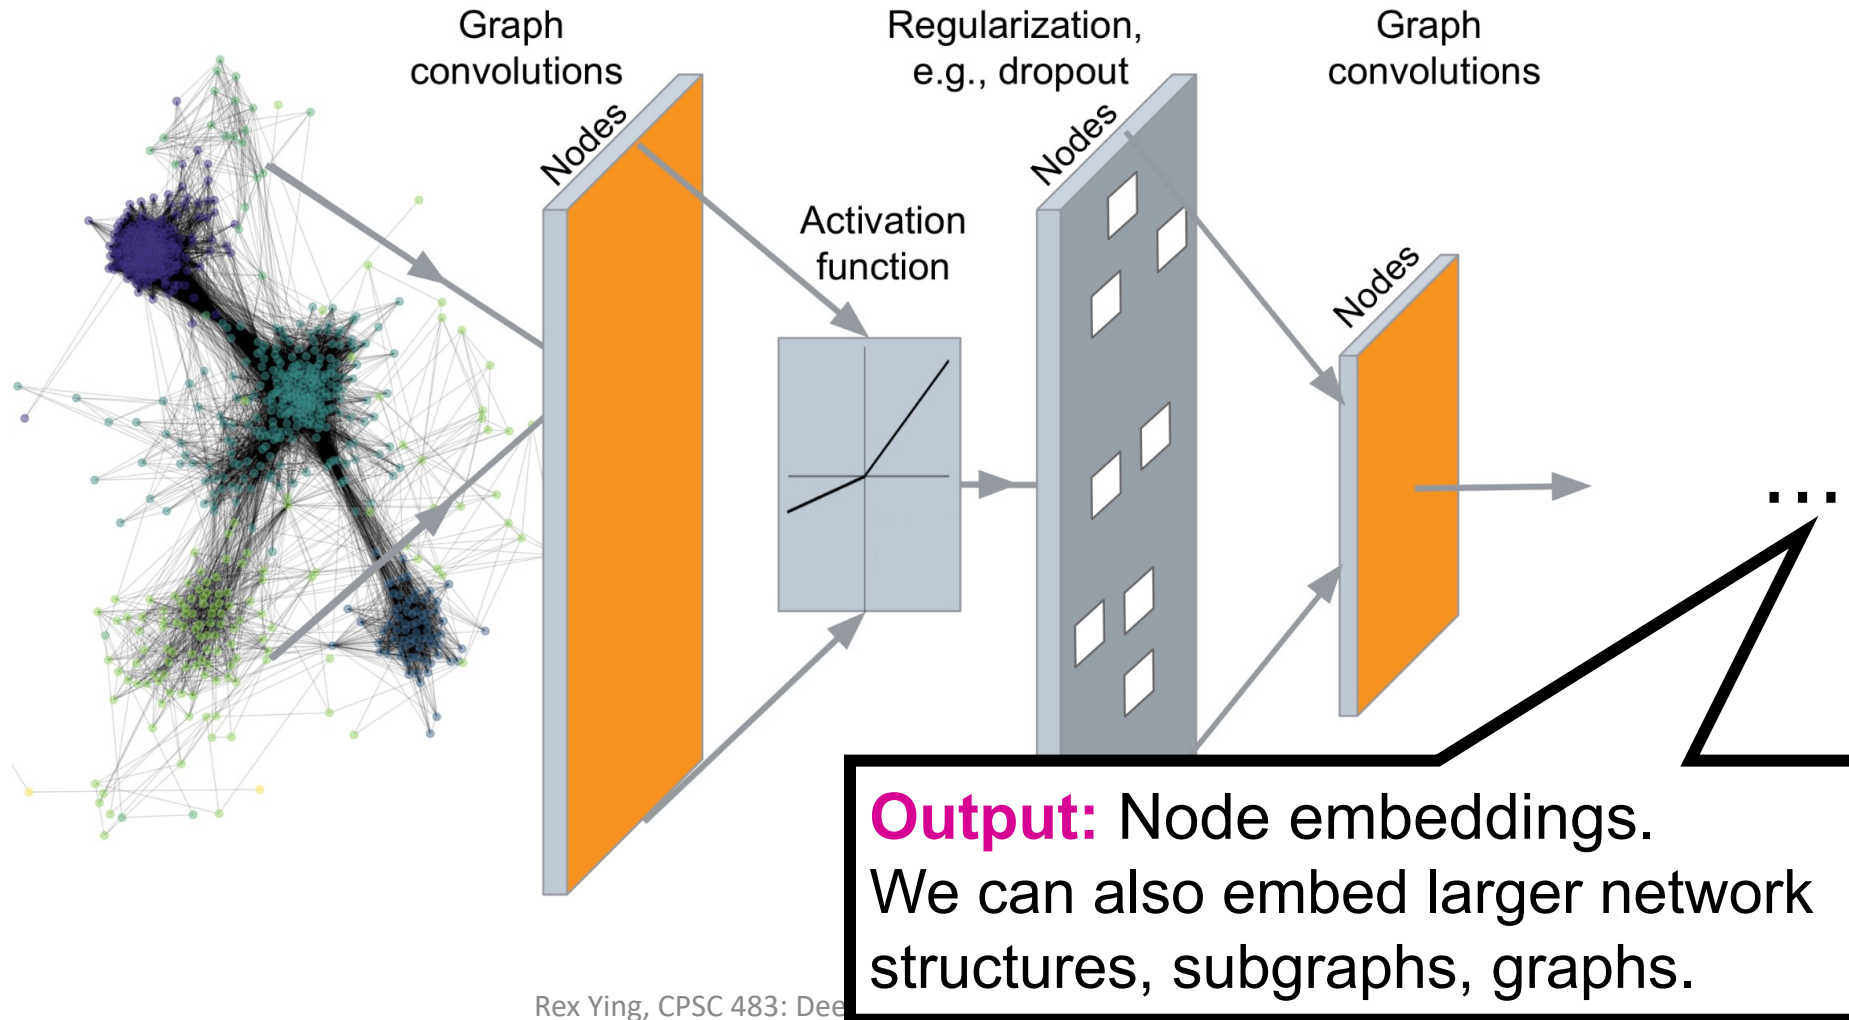 Graph
convolutions
Regularization,
e.g., dropout
Graph
convolutions
Nodes
Nodes
Activation
function
Nodes
...
Output: Node embeddings.
We can also embed larger network
structures, subgraphs, graphs.
Rex Ying, CPSC 483: Dee